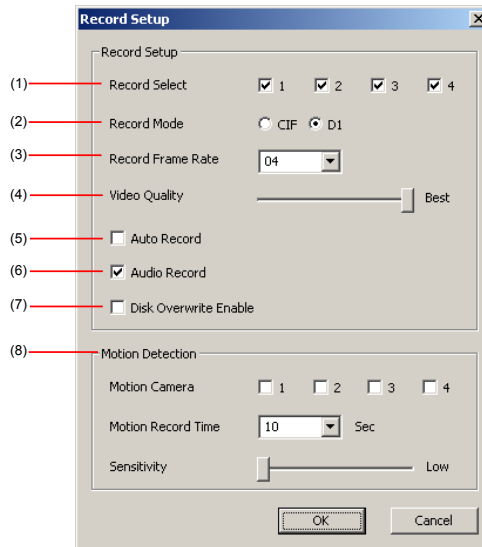 Record Setup
Record Setup
(1) Record Select 1 2 3 4
(2) Record Mode CIF D1
(3) Record Frame Rate 04
(4) Video Quality Best
(5) Auto Record
(6) Audio Record
(7) Disk Overwrite Enable
(8) Motion Detection
Motion Camera 1 2 3 4
Motion Record Time 10 Sec
Sensitivity Low
OK Cancel